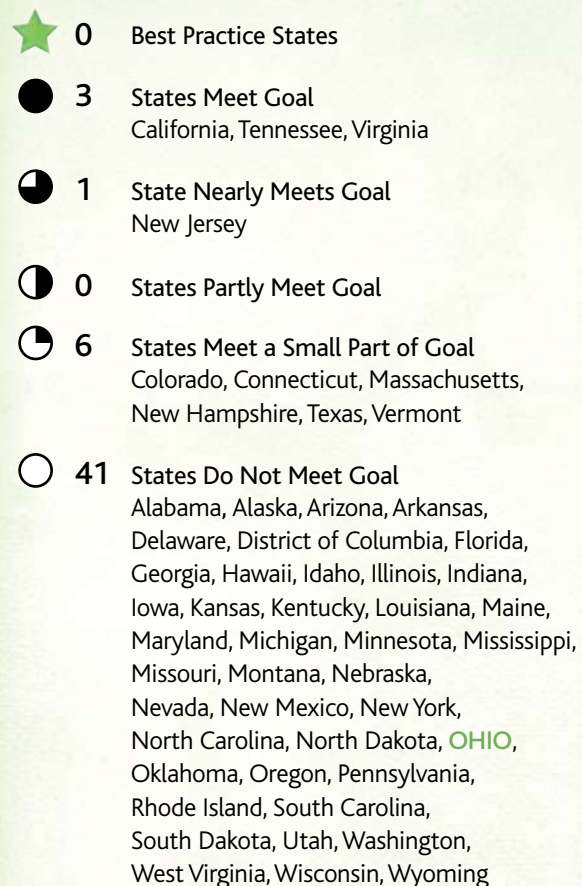 0 Best Practice States
3 States Meet Goal
California, Tennessee, Virginia
1 State Nearly Meets Goal
New Jersey
0 States Partly Meet Goal
6 States Meet a Small Part of Goal
Colorado, Connecticut, Massachusetts,
New Hampshire, Texas, Vermont
41 States Do Not Meet Goal
Alabama, Alaska, Arizona, Arkansas,
Delaware, District of Columbia, Florida,
Georgia, Hawaii, Idaho, Illinois, Indiana,
Iowa, Kansas, Kentucky, Louisiana, Maine,
Maryland, Michigan, Minnesota, Mississippi,
Missouri, Montana, Nebraska,
Nevada, New Mexico, New York,
North Carolina, North Dakota, OHIO,
Oklahoma, Oregon, Pennsylvania,
Rhode Island, South Carolina,
South Dakota, Utah, Washington,
West Virginia, Wisconsin, Wyoming